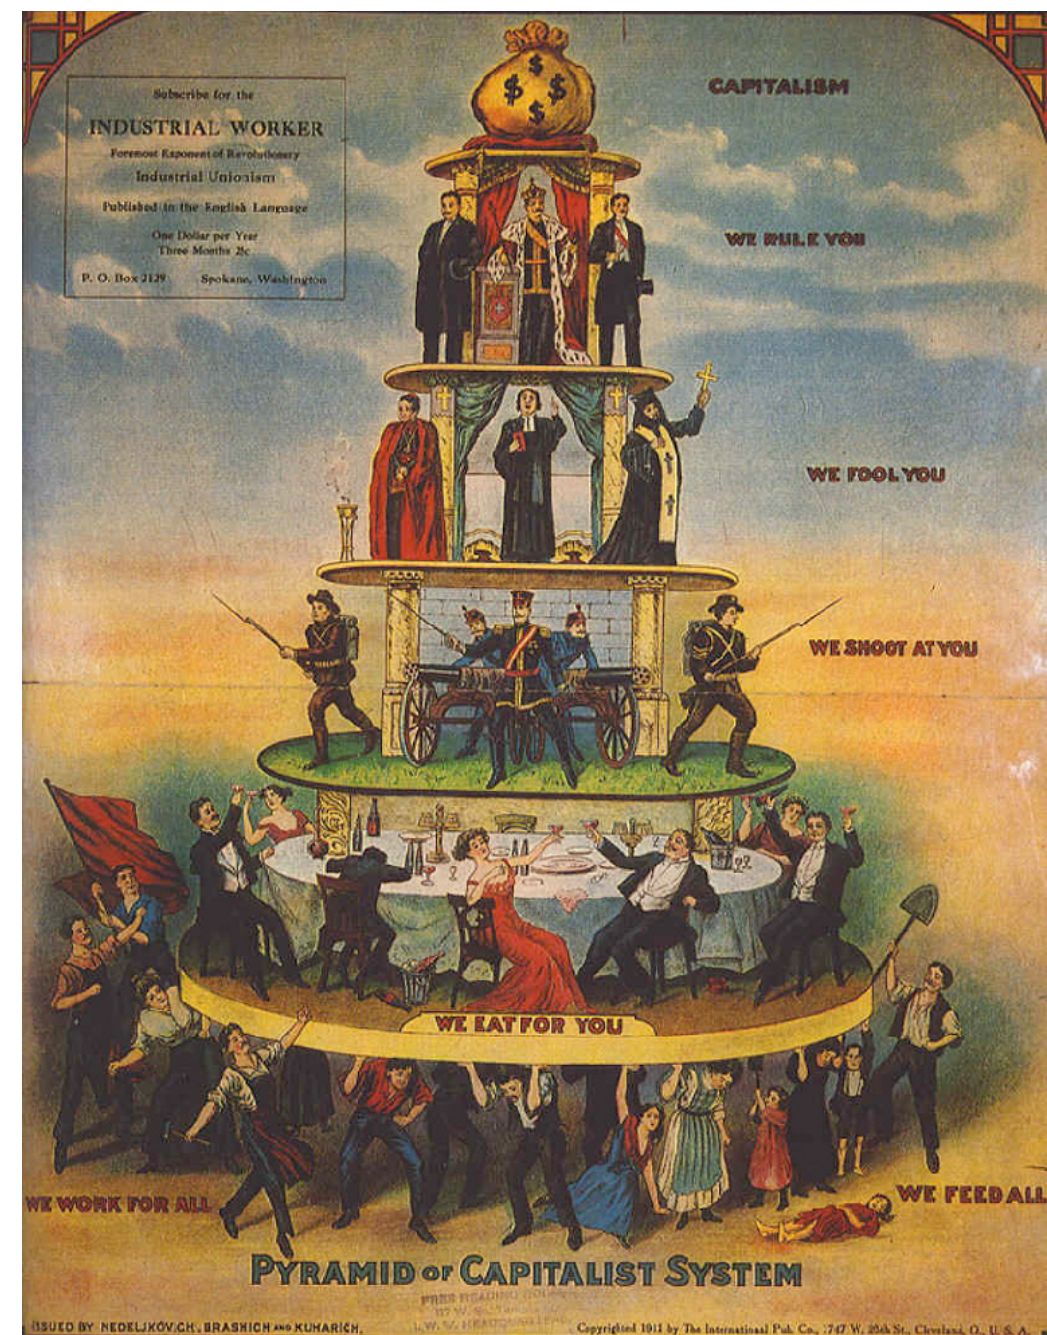 Subscribe for the
INDUSTRIAL WORKER
Foremost Exponent of Revolutionary
Industrial Unionism
Published in the English Language
One Dollar per Year
Three Months 25c
P. O. Box 2129 Spokane, Washington
CAPITALISM
WE RULE YOU
WE FOOL YOU
WE SHOOT AT YOU
WE EAT FOR YOU
WE WORK FOR ALL
WE FEED ALL
PYRAMID OF CAPITALIST SYSTEM
ISSUED BY NEDELJKOVICH, BRASHICH AND KUHARICH.
Copyrighted 1911 by The International Pub. Co., 1747 W. 25th St., Cleveland, O., U. S. A.